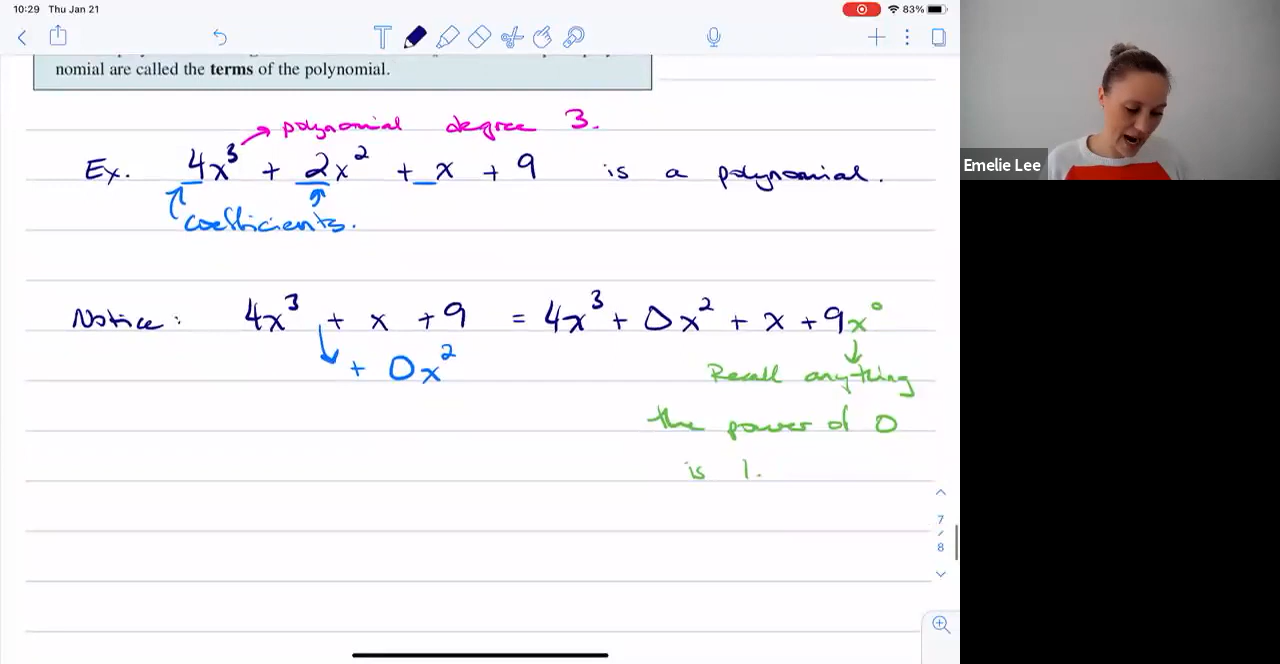 10:29 Thu Jan 21
83%
T
nomial are called the terms of the polynomial.
polynomial degree 3.
Ex. 4x³ + 2x² + x + 9 is a polynomial.
coefficients.
Notice: 4x³ + x + 9 = 4x³ + 0x² + x + 9x⁰
+ 0x²
Recall anything
the power of 0
is 1.
7
/
8
Emelie Lee